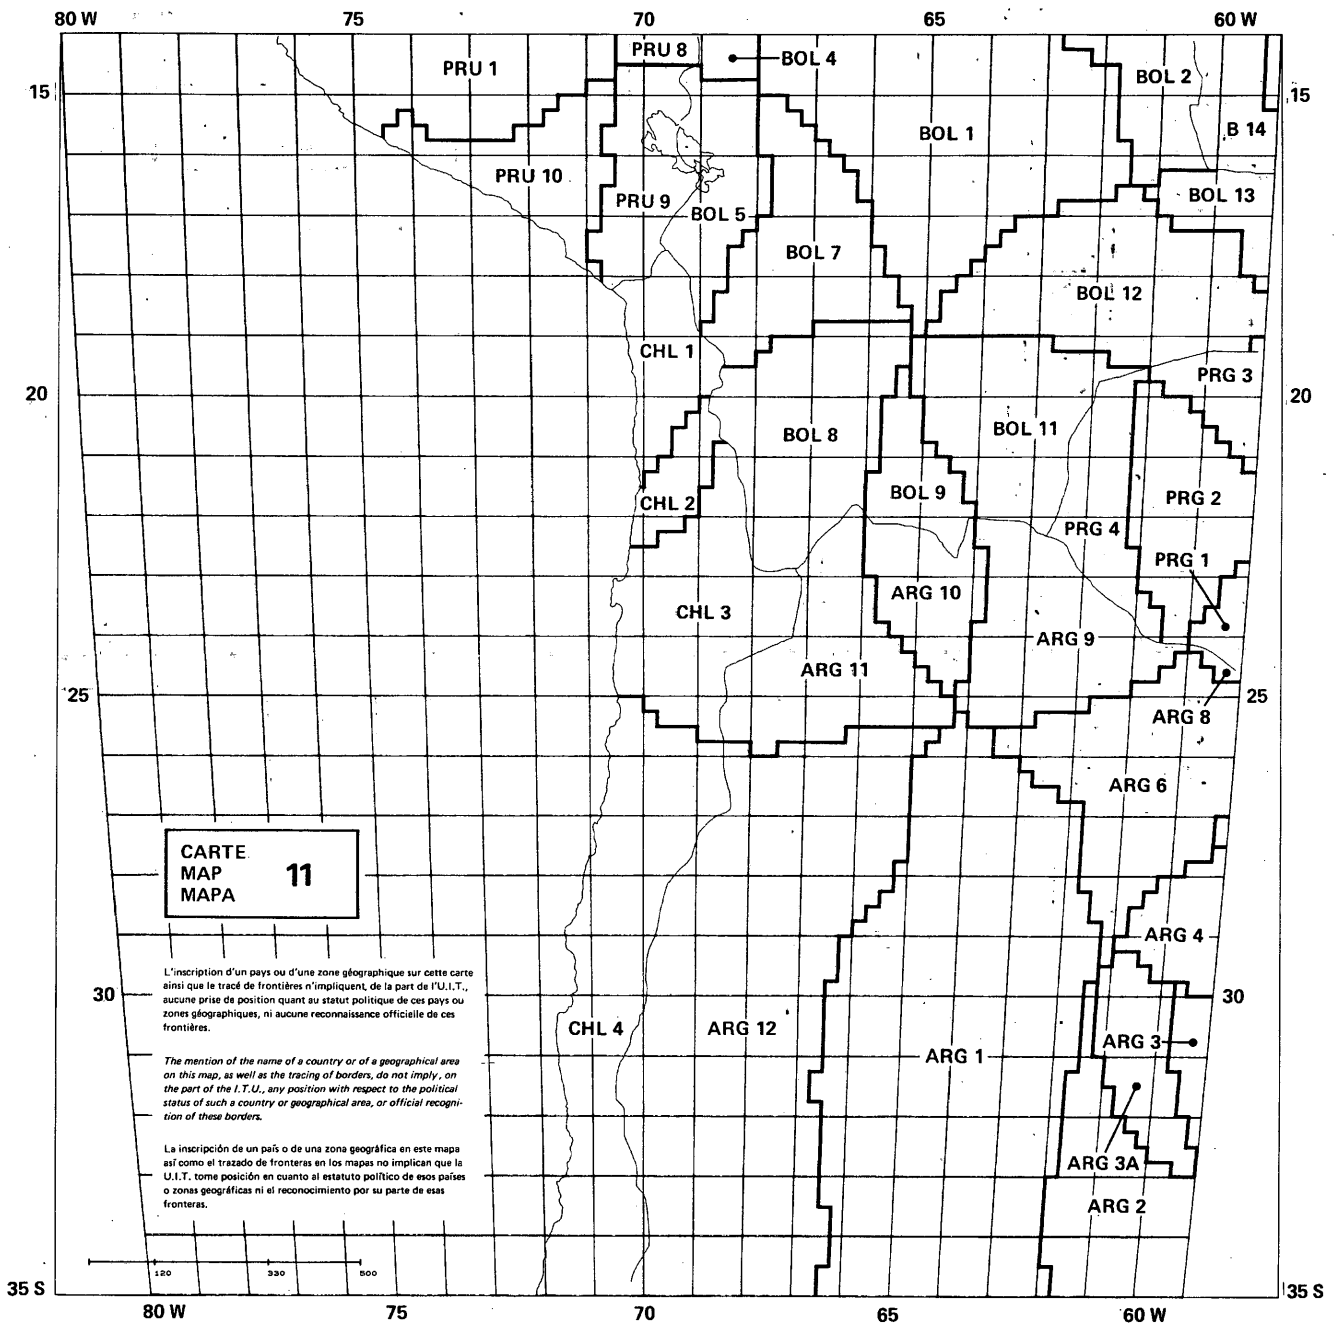 80 W 75 70 65 60 W
PRU 8
BOL 4
PRU 1
BOL 2
15 15
BOL 1
B 14
PRU 10
PRU 9
BOL 5
BOL 13
BOL 7
BOL 12
CHL 1
PRG 3
20 20
BOL 8
BOL 11
BOL 9
CHL 2
PRG 2
PRG 4
PRG 1
ARG 10
CHL 3
ARG 9
ARG 11
25 25
ARG 8
ARG 6
CARTE
MAP 11
MAPA
ARG 4
L'inscription d'un pays ou d'une zone géographique sur cette carte
ainsi que le tracé de frontières n'impliquent, de la part de l'U.I.T.,
aucune prise de position quant au statut politique de ces pays ou
zones géographiques, ni aucune reconnaissance officielle de ces
frontières.
30 30
CHL 4
ARG 12
ARG 3
ARG 1
The mention of the name of a country or of a geographical area
on this map, as well as the tracing of borders, do not imply, on
the part of the I.T.U., any position with respect to the political
status of such a country or geographical area, or official recogni-
tion of these borders.
La inscripción de un país o de una zona geográfica en este mapa
así como el trazado de fronteras en los mapas no implican que la
U.I.T. tome posición en cuanto al estatuto político de esos países
o zonas geográficas ni el reconocimiento por su parte de esas
fronteras.
ARG 3A
ARG 2
120 330 500
35 S 35 S
80 W 75 70 65 60 W